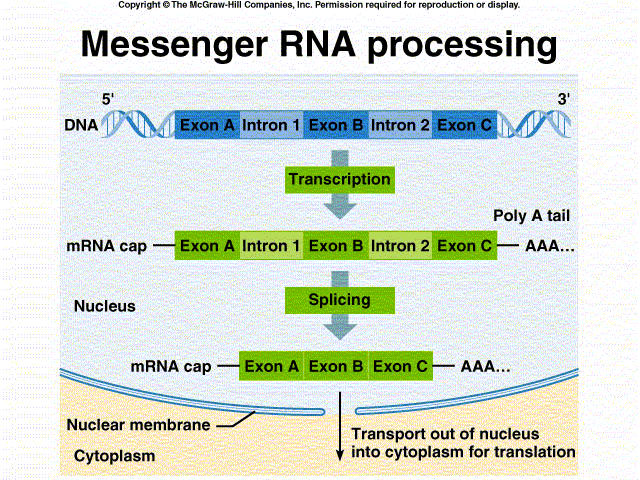 Copyright © The McGraw-Hill Companies, Inc. Permission required for reproduction or display.
Messenger RNA processing
5' 3'
DNA Exon A Intron 1 Exon B Intron 2 Exon C
Transcription
Poly A tail
mRNA cap Exon A Intron 1 Exon B Intron 2 Exon C AAA...
Splicing
Nucleus
mRNA cap Exon A Exon B Exon C AAA...
Nuclear membrane
Transport out of nucleus
into cytoplasm for translation
Cytoplasm